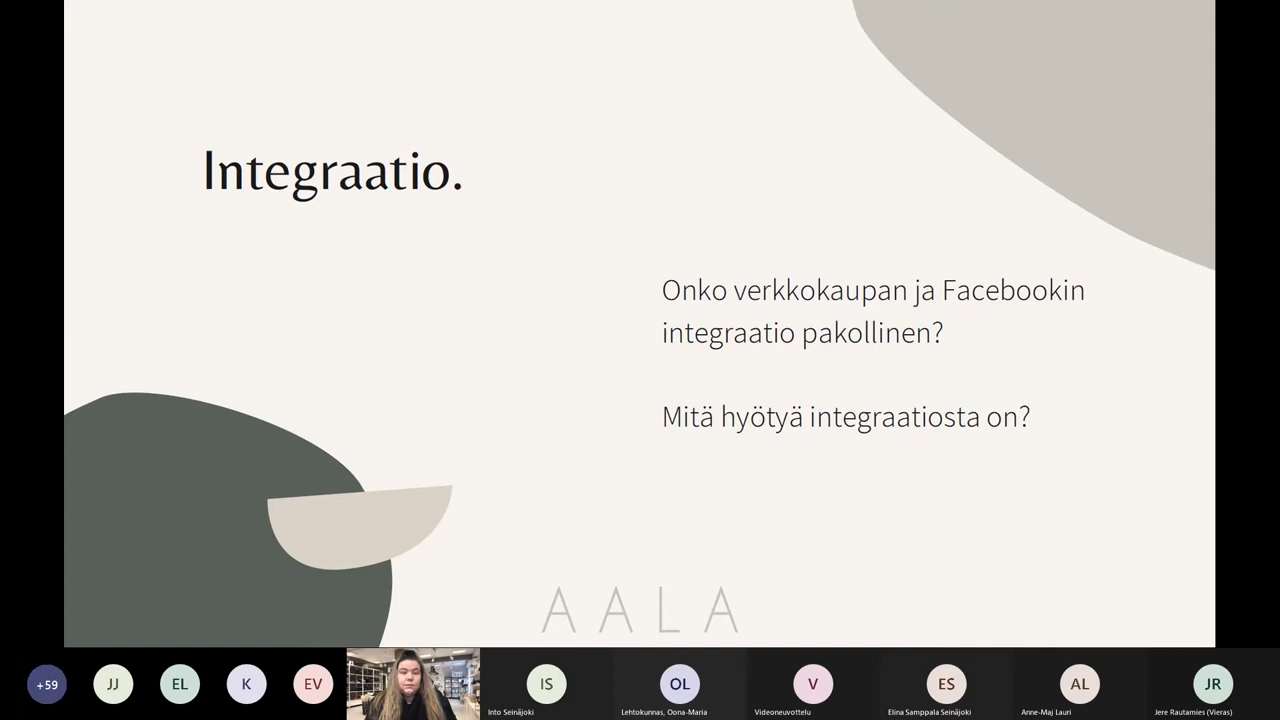 Integraatio.
Onko verkkokaupan ja Facebookin
integraatio pakollinen?
Mitä hyötyä integraatiosta on?
AALA
+59
JJ
EL
K
EV
IS
OL
V
ES
AL
JR
Into Seinäjoki
Lehtokunnas, Oona-Maria
Videoneuvottelu
Elina Samppala Seinäjoki
Anne-Maj Lauri
Jere Rautamies (Vieras)